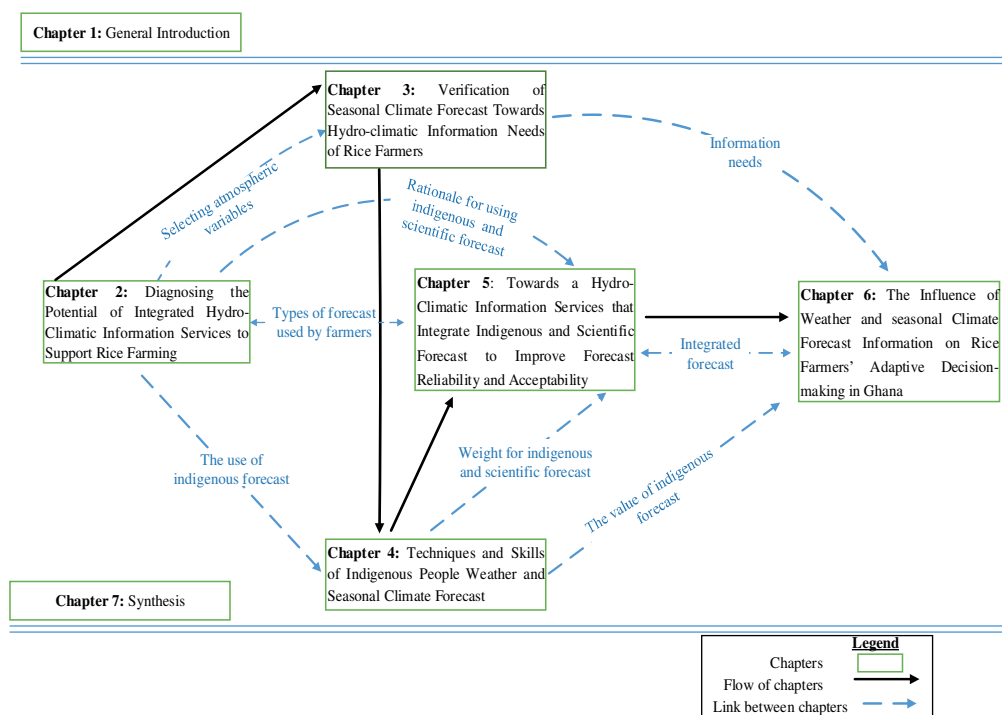 Chapter 1: General Introduction
Chapter 3: Verification of
Seasonal Climate Forecast Towards
Hydro-climatic Information Needs
of Rice Farmers
Information
needs
Selecting atmospheric
variables
Rationale for using
indigenous and
scientific forecast
Chapter 2: Diagnosing the
Potential of Integrated Hydro-
Climatic Information Services to
Support Rice Farming
Types of forecast
used by farmers
Chapter 5: Towards a Hydro-
Climatic Information Services that
Integrate Indigenous and Scientific
Forecast to Improve Forecast
Reliability and Acceptability
Integrated
forecast
Chapter 6: The Influence of
Weather and seasonal Climate
Forecast Information on Rice
Farmers' Adaptive Decision-
making in Ghana
The use of
indigenous forecast
Weight for indigenous
and scientific forecast
The value of indigenous
forecast
Chapter 4: Techniques and Skills
of Indigenous People Weather and
Seasonal Climate Forecast
Chapter 7: Synthesis
Legend
Chapters
Flow of chapters
Link between chapters